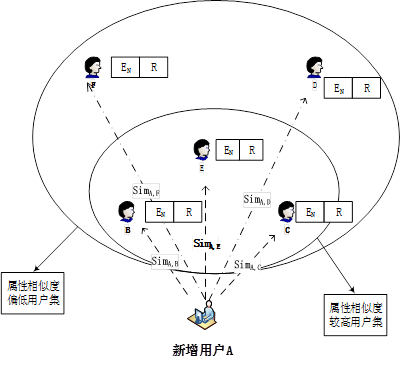 F
E_N R
D
E_N R
E
E_N R
Sim_A,F
Sim_A,D
B
E_N R
C
E_N R
Sim_A,E
Sim_A,B
Sim_A,C
属性相似度
偏低用户集
属性相似度
较高用户集
新增用户A